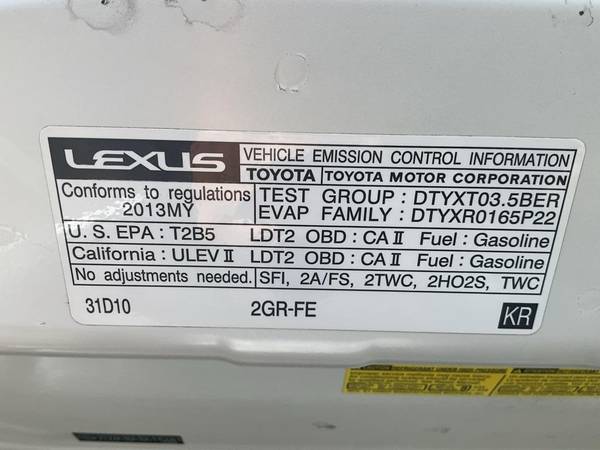 LEXUS
VEHICLE EMISSION CONTROL INFORMATION
TOYOTA TOYOTA MOTOR CORPORATION
Conforms to regulations
2013MY
TEST GROUP : DTYXT03.5BER
EVAP FAMILY : DTYXR0165P22
U. S. EPA : T2B5 LDT2 OBD : CA II Fuel : Gasoline
California : ULEV II LDT2 OBD : CA II Fuel : Gasoline
No adjustments needed. SFI, 2A/FS, 2TWC, 2HO2S, TWC
31D10 2GR-FE KR